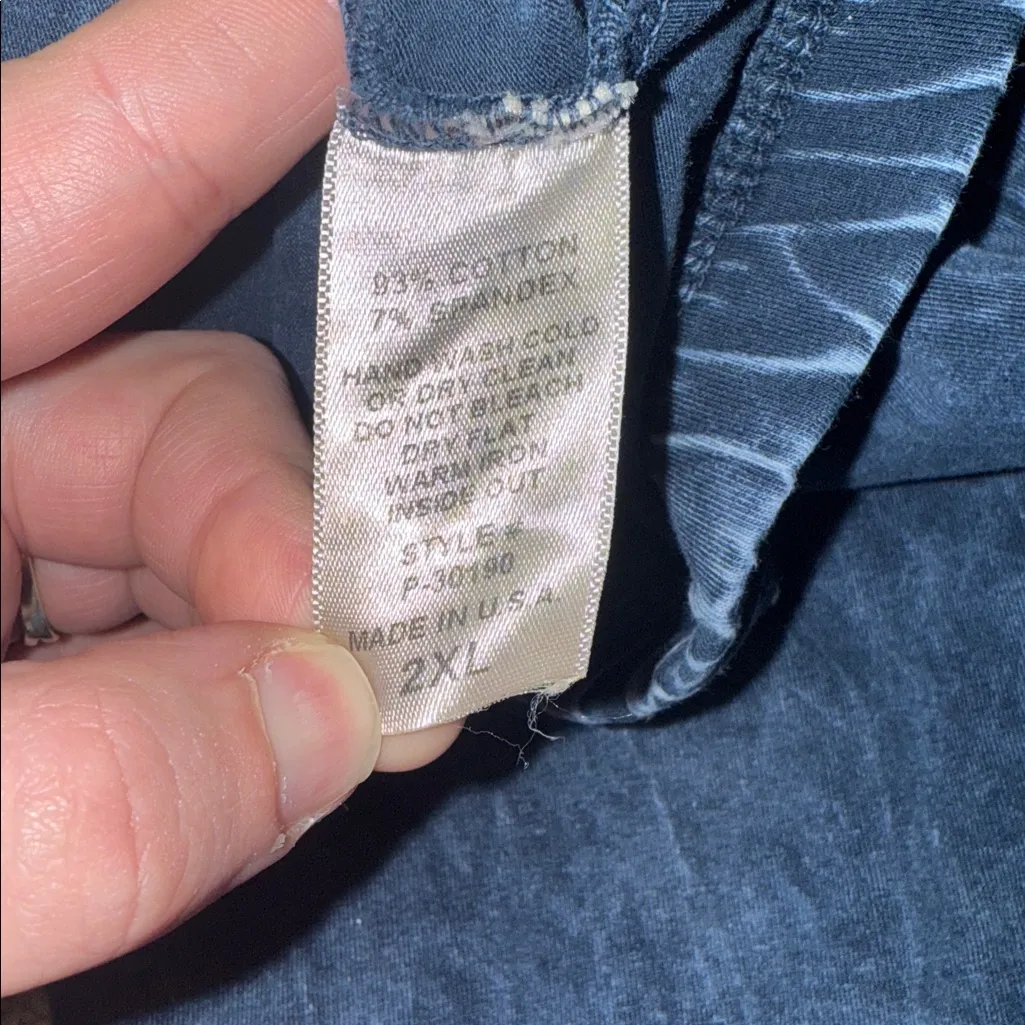 93% COTTON
7% SPANDEX
HAND WASH COLD
OR DRY CLEAN
DO NOT BLEACH
DRY FLAT
WARM IRON
INSIDE OUT
STYLE #
P-30190
MADE IN U.S.A.
2XL